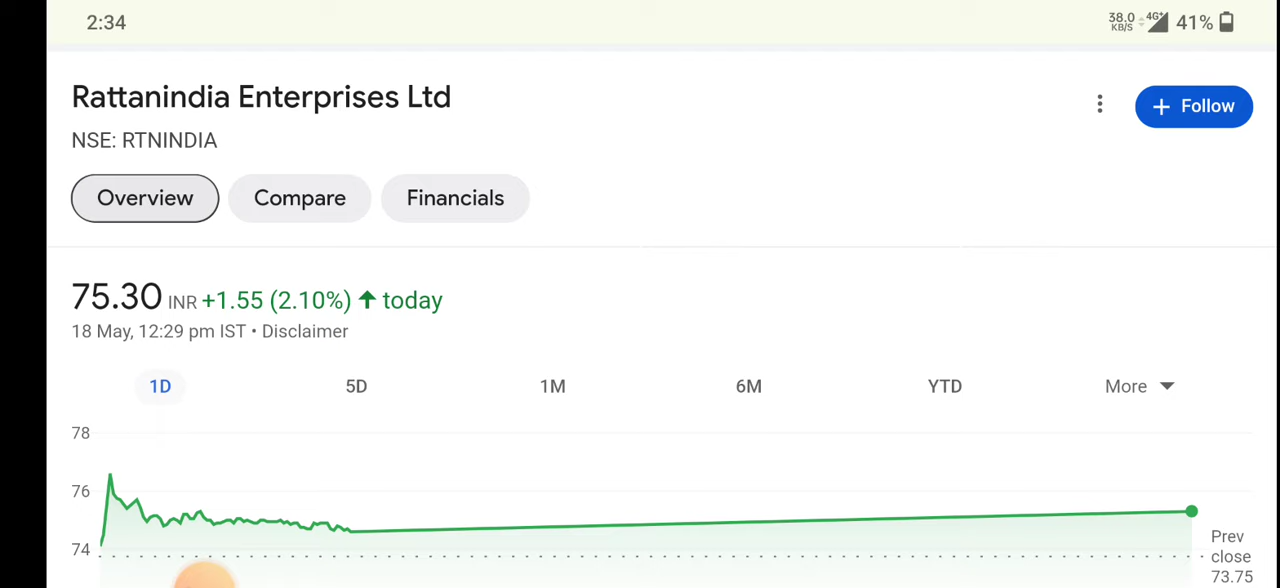 2:34
38.0 KB/S 4G+ 41%
Rattanindia Enterprises Ltd
+ Follow
NSE: RTNINDIA
Overview Compare Financials
75.30 INR +1.55 (2.10%) ↑ today
18 May, 12:29 pm IST • Disclaimer
1D 5D 1M 6M YTD More
78
76
74
Prev
close
73.75